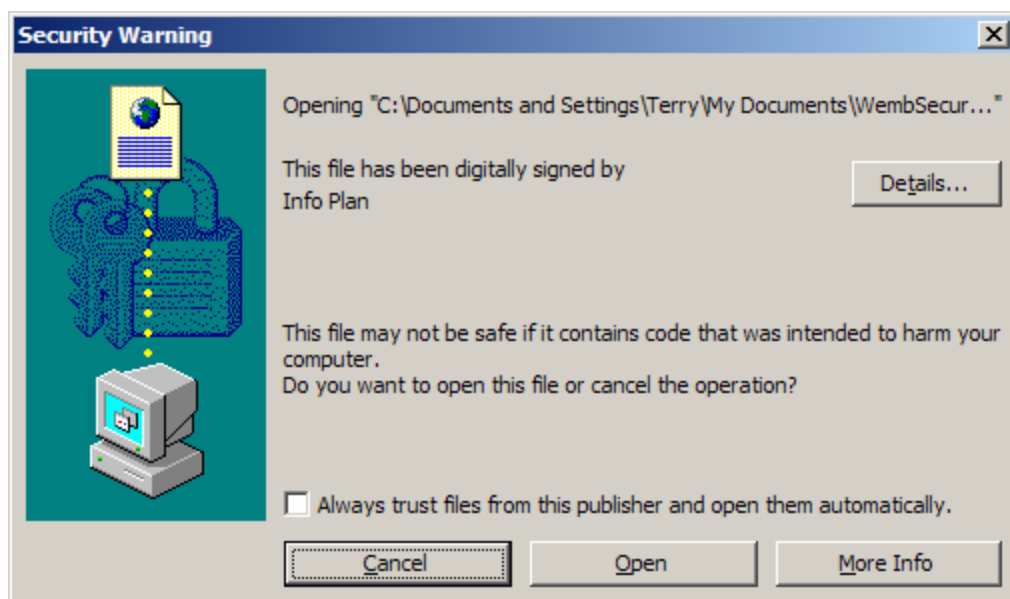 Security Warning
Opening "C:\Documents and Settings\Terry\My Documents\WembSecur..."
This file has been digitally signed by
Info Plan
Details...
This file may not be safe if it contains code that was intended to harm your
computer.
Do you want to open this file or cancel the operation?
Always trust files from this publisher and open them automatically.
Cancel Open More Info